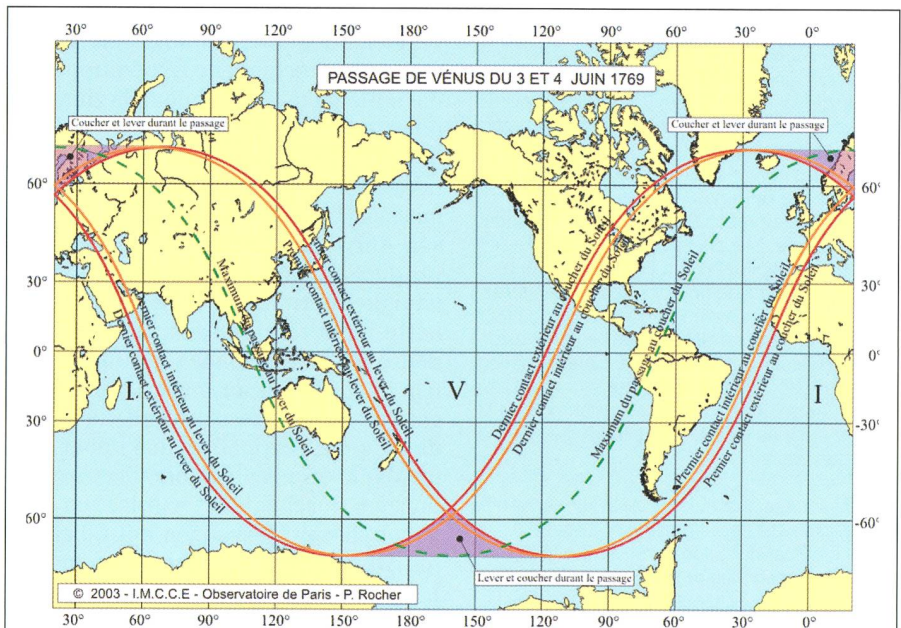 30° 60° 90° 120° 150° 180° 150° 120° 90° 60° 30° 0°
PASSAGE DE VÉNUS DU 3 ET 4 JUIN 1769
Coucher et lever durant le passage
Coucher et lever durant le passage
60° 60°
30° 30°
0° 0°
30° -30°
60° -60°
Dernier contact intérieur au lever du Soleil
Dernier contact extérieur au lever du Soleil
Maximum du passage au lever du Soleil
Premier contact extérieur au lever du Soleil
Premier contact intérieur au lever du Soleil
Dernier contact extérieur au coucher du Soleil
Dernier contact intérieur au coucher du Soleil
Maximum du passage au coucher du Soleil
Premier contact intérieur au coucher du Soleil
Premier contact extérieur au coucher du Soleil
I V I
Lever et coucher durant le passage
© 2003 - I.M.C.C.E - Observatoire de Paris - P. Rocher
30° 60° 90° 120° 150° 180° 150° 120° 90° 60° 30° 0°